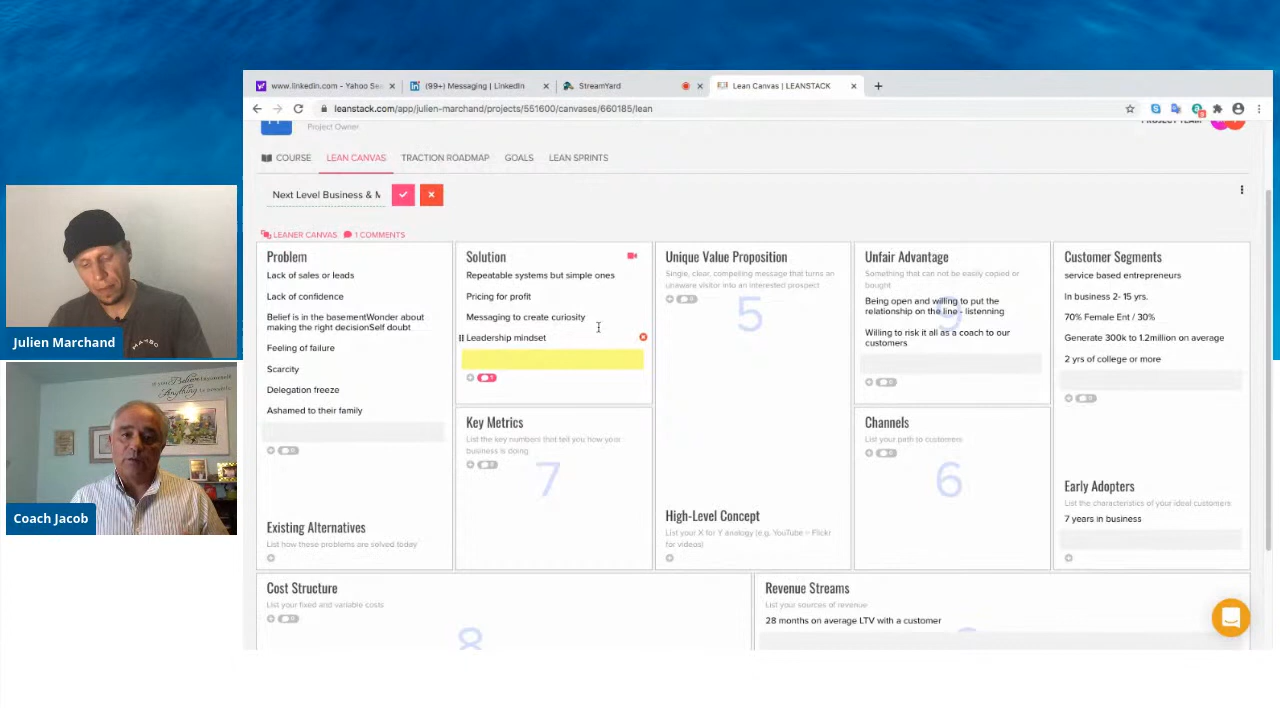 www.linkedin.com - Yahoo Se
(99+) Messaging | LinkedIn
StreamYard
Lean Canvas | LEANSTACK
leanstack.com/app/julien-marchand/projects/551600/canvases/660185/lean
Project Owner
PROJECT TEAM
COURSE
LEAN CANVAS
TRACTION ROADMAP
GOALS
LEAN SPRINTS
Next Level Business & M
LEANER CANVAS
1 COMMENTS
Problem
Lack of sales or leads
Lack of confidence
Belief is in the basementWonder about
making the right decisionSelf doubt
Feeling of failure
Scarcity
Delegation freeze
Ashamed to their family
Existing Alternatives
List how these problems are solved today
Solution
Repeatable systems but simple ones
Pricing for profit
Messaging to create curiosity
Leadership mindset
Key Metrics
List the key numbers that tell you how your
business is doing
7
Unique Value Proposition
Single, clear, compelling message that turns an
unaware visitor into an interested prospect
5
High-Level Concept
List your X for Y analogy (e.g. YouTube = Flickr
for videos)
Unfair Advantage
Something that can not be easily copied or
bought
9
Being open and willing to put the
relationship on the line - listenning
Willing to risk it all as a coach to our
customers
Channels
List your path to customers
6
Customer Segments
service based entrepreneurs
In business 2- 15 yrs.
70% Female Ent / 30%
Generate 300k to 1.2million on average
2 yrs of college or more
Early Adopters
List the characteristics of your ideal customers
7 years in business
Cost Structure
List your fixed and variable costs
8
Revenue Streams
List your sources of revenue
28 months on average LTV with a customer
Julien Marchand
Coach Jacob